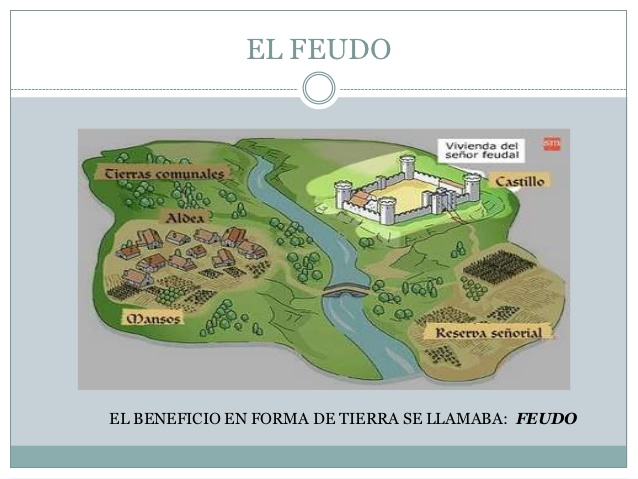 EL FEUDO
Vivienda del
señor feudal
sm
Tierras comunales
Castillo
Aldea
Mansos
Reserva señorial
EL BENEFICIO EN FORMA DE TIERRA SE LLAMABA: FEUDO